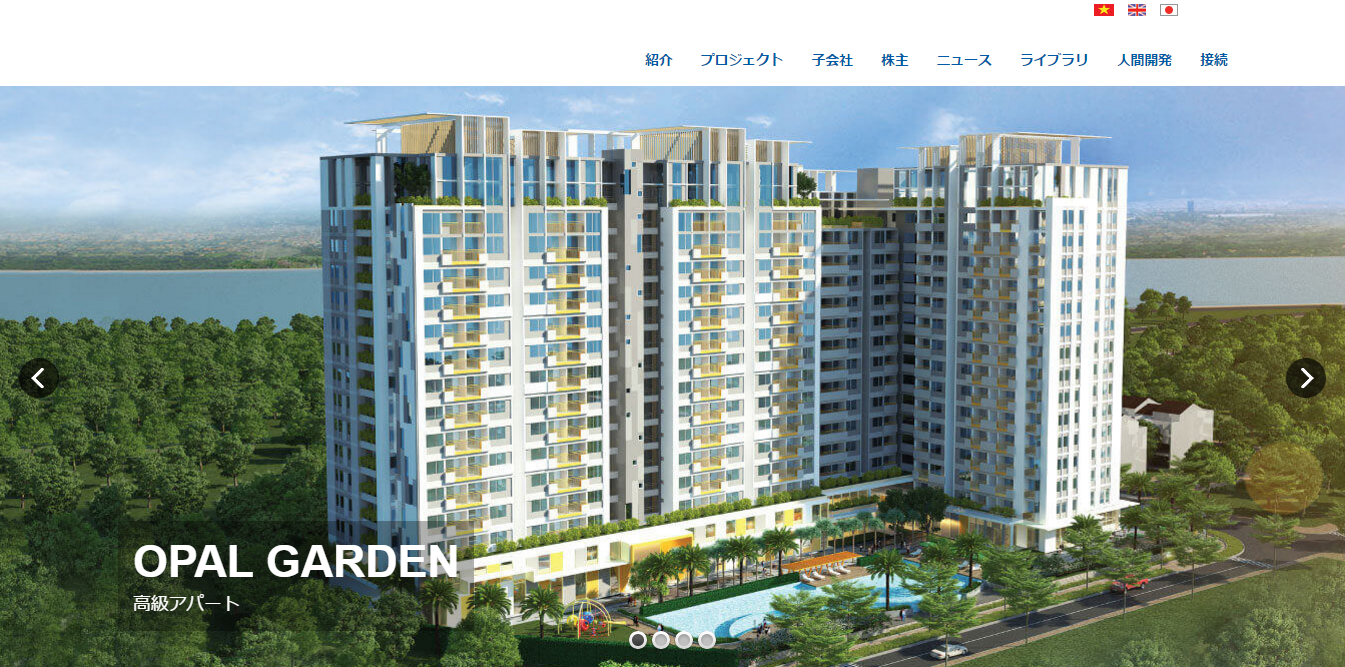 紹介 プロジェクト 子会社 株主 ニュース ライブラリ 人間開発 接続
OPAL GARDEN
高級アパート